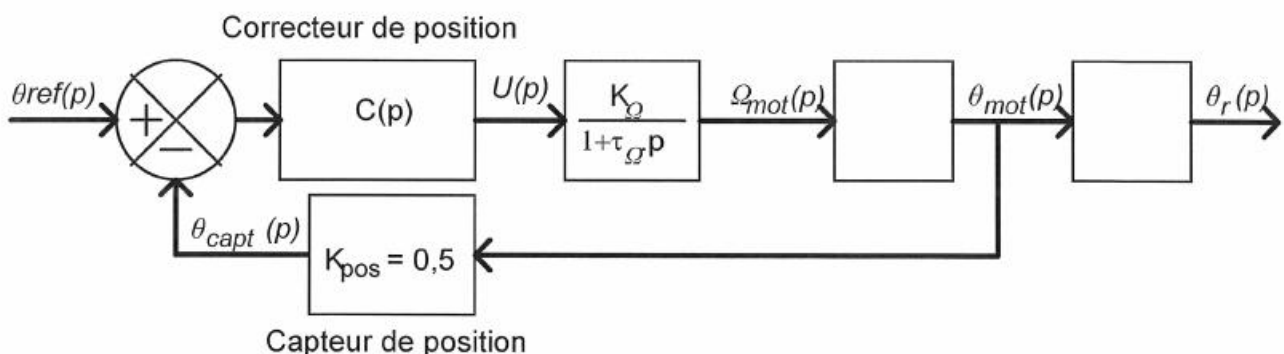 Correcteur de position
θref(p)
+
−
C(p)
U(p)
K_Ω
1+τ_Ω.p
Ω_mot(p)
θ_mot(p)
θ_r(p)
θ_capt (p)
K_pos = 0,5
Capteur de position